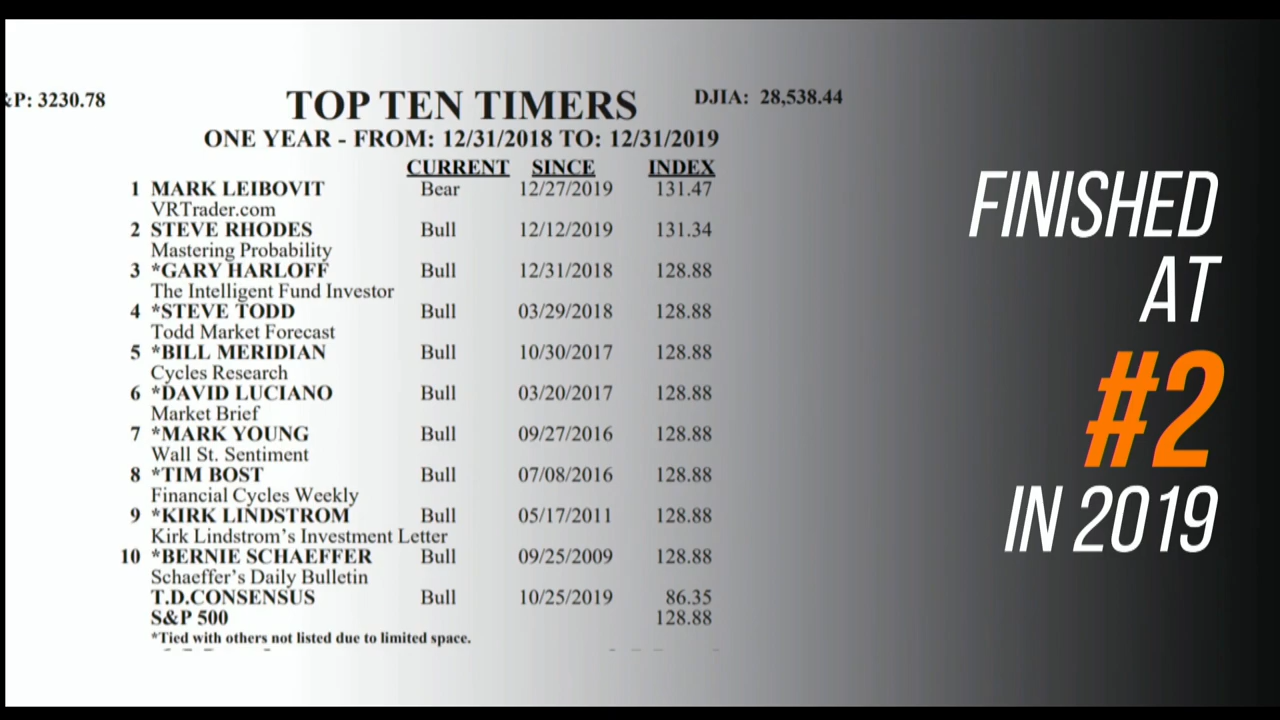 &P: 3230.78
TOP TEN TIMERS
DJIA: 28,538.44
ONE YEAR - FROM: 12/31/2018 TO: 12/31/2019
CURRENT SINCE INDEX
1 MARK LEIBOVIT Bear 12/27/2019 131.47
VRTrader.com
2 STEVE RHODES Bull 12/12/2019 131.34
Mastering Probability
3 *GARY HARLOFF Bull 12/31/2018 128.88
The Intelligent Fund Investor
4 *STEVE TODD Bull 03/29/2018 128.88
Todd Market Forecast
5 *BILL MERIDIAN Bull 10/30/2017 128.88
Cycles Research
6 *DAVID LUCIANO Bull 03/20/2017 128.88
Market Brief
7 *MARK YOUNG Bull 09/27/2016 128.88
Wall St. Sentiment
8 *TIM BOST Bull 07/08/2016 128.88
Financial Cycles Weekly
9 *KIRK LINDSTROM Bull 05/17/2011 128.88
Kirk Lindstrom's Investment Letter
10 *BERNIE SCHAEFFER Bull 09/25/2009 128.88
Schaeffer's Daily Bulletin
T.D.CONSENSUS Bull 10/25/2019 86.35
S&P 500 128.88
*Tied with others not listed due to limited space.
FINISHED
AT
#2
IN 2019